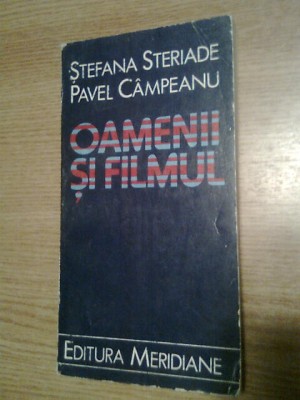 ȘTEFANA STERIADE
PAVEL CÂMPEANU
OAMENII
ȘI FILMUL
EDITURA MERIDIANE